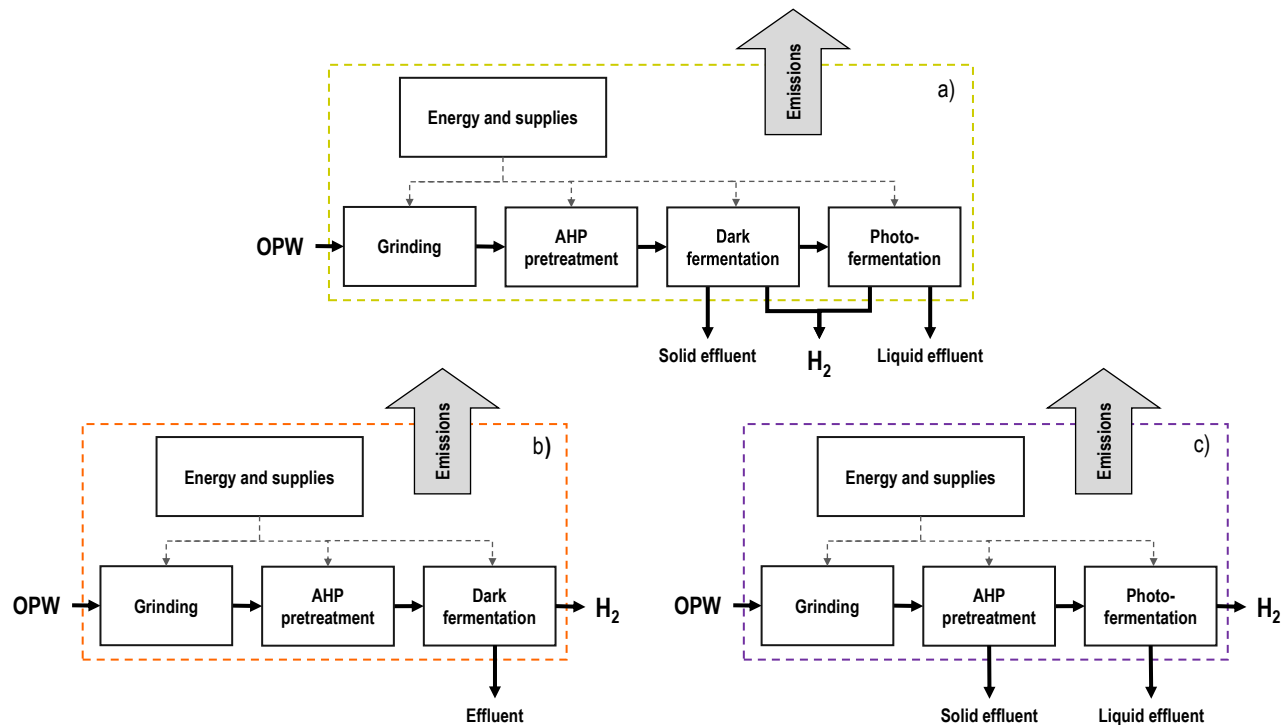 Emissions
a)
Energy and supplies
OPW
Grinding
AHP
pretreatment
Dark
fermentation
Photo-
fermentation
Solid effluent
H2
Liquid effluent
Emissions
b)
Energy and supplies
OPW
Grinding
AHP
pretreatment
Dark
fermentation
H2
Effluent
Emissions
c)
Energy and supplies
OPW
Grinding
AHP
pretreatment
Photo-
fermentation
H2
Solid effluent
Liquid effluent